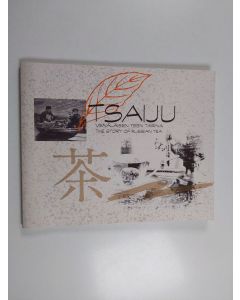 TSAIJU
VENÄLÄISEN TEEN TARINA
THE STORY OF RUSSIAN TEA
茶